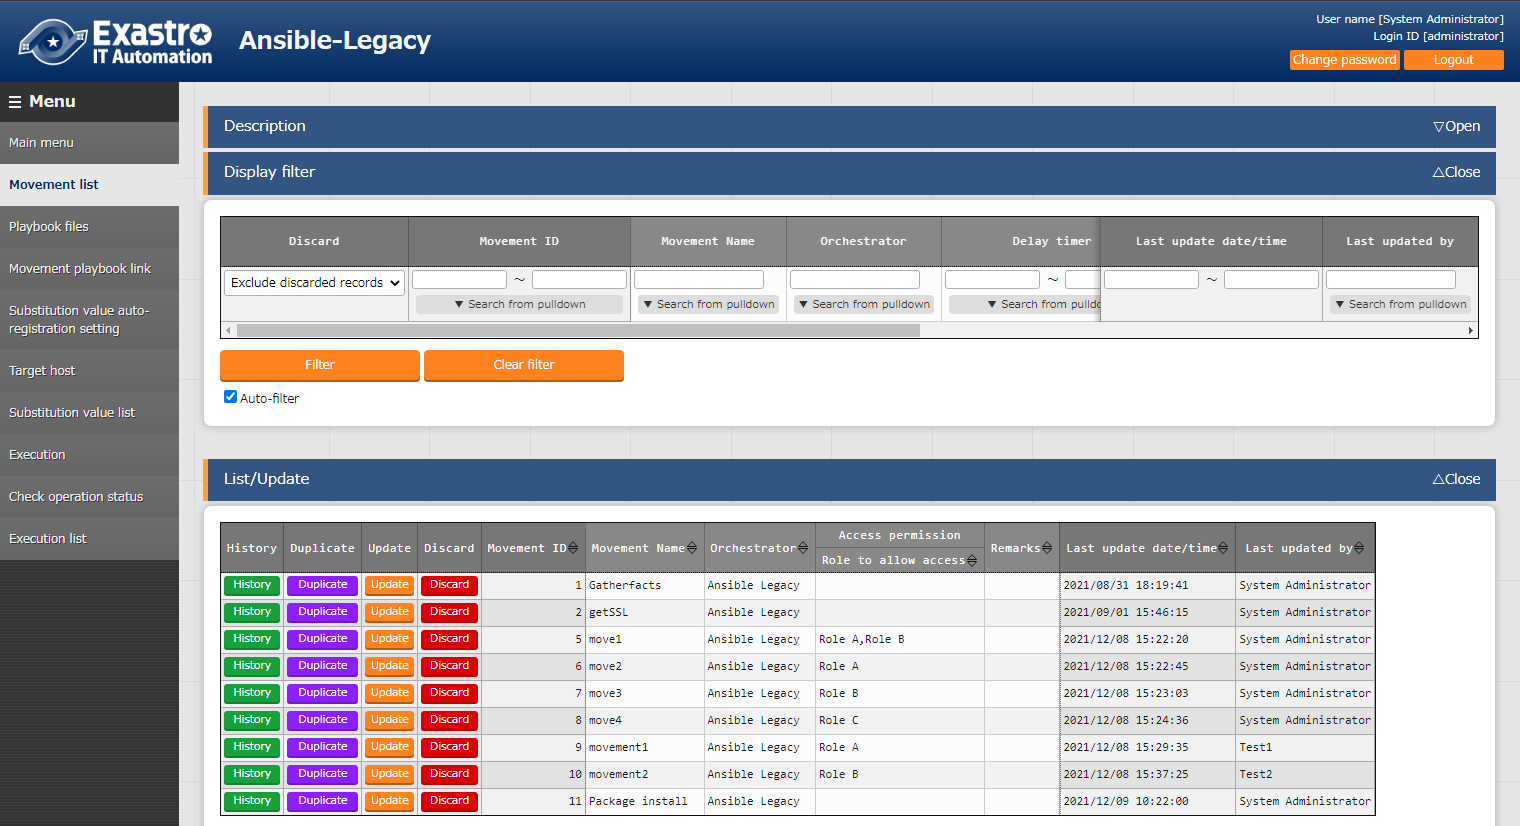 Exastro
IT Automation
Ansible-Legacy
User name [System Administrator]
Login ID [administrator]
Change password Logout
☰ Menu
Main menu
Movement list
Playbook files
Movement playbook link
Substitution value auto-
registration setting
Target host
Substitution value list
Execution
Check operation status
Execution list
Description ▽Open
Display filter △Close
Discard Movement ID Movement Name Orchestrator Delay timer Last update date/time Last updated by
Exclude discarded records ~ ~ ~
▼ Search from pulldown ▼ Search from pulldown ▼ Search from pulldown ▼ Search from pulldo ▼ Search from pulldown
Filter Clear filter
Auto-filter
List/Update △Close
Access permission
History Duplicate Update Discard Movement ID Movement Name Orchestrator Remarks Last update date/time Last updated by
Role to allow access
History Duplicate Update Discard 1 Gatherfacts Ansible Legacy 2021/08/31 18:19:41 System Administrator
History Duplicate Update Discard 2 getSSL Ansible Legacy 2021/09/01 15:46:15 System Administrator
History Duplicate Update Discard 5 move1 Ansible Legacy Role A,Role B 2021/12/08 15:22:20 System Administrator
History Duplicate Update Discard 6 move2 Ansible Legacy Role A 2021/12/08 15:22:45 System Administrator
History Duplicate Update Discard 7 move3 Ansible Legacy Role B 2021/12/08 15:23:03 System Administrator
History Duplicate Update Discard 8 move4 Ansible Legacy Role C 2021/12/08 15:24:36 System Administrator
History Duplicate Update Discard 9 movement1 Ansible Legacy Role A 2021/12/08 15:29:35 Test1
History Duplicate Update Discard 10 movement2 Ansible Legacy Role B 2021/12/08 15:37:25 Test2
History Duplicate Update Discard 11 Package install Ansible Legacy 2021/12/09 10:22:00 System Administrator